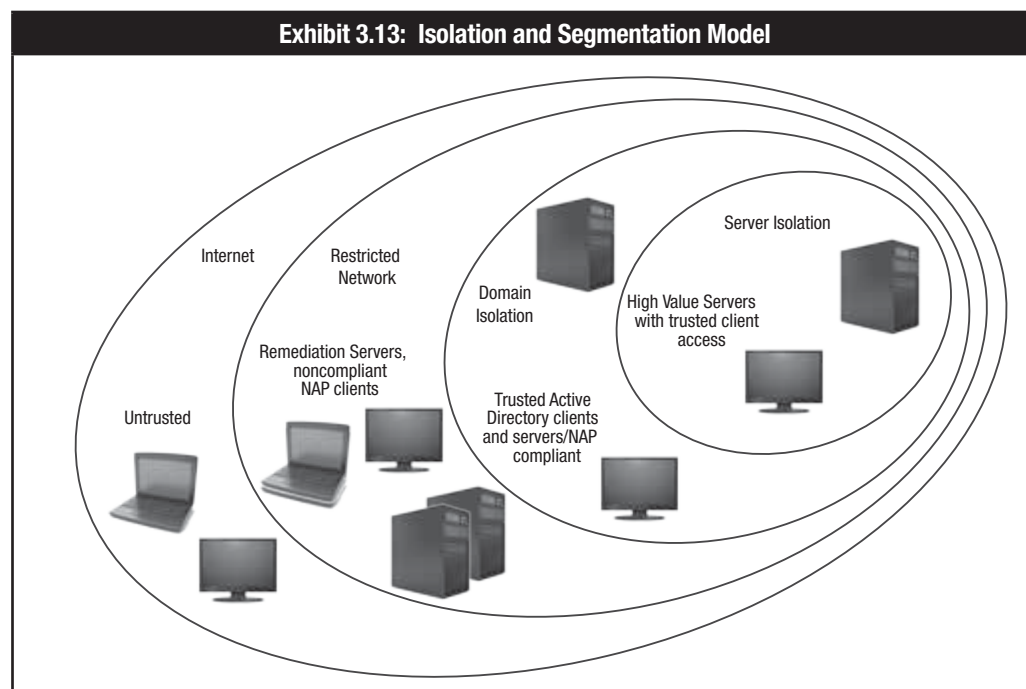 Exhibit 3.13: Isolation and Segmentation Model
Internet
Untrusted
Restricted
Network
Remediation Servers,
noncompliant
NAP clients
Domain
Isolation
Trusted Active
Directory clients
and servers/NAP
compliant
Server Isolation
High Value Servers
with trusted client
access